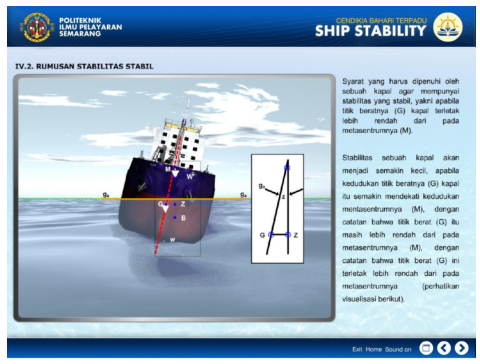 POLITEKNIK
ILMU PELAYARAN
SEMARANG
CENDIKIA BAHARI TERPADU
SHIP STABILITY
IV.2. RUMUSAN STABILITAS STABIL
Syarat yang harus dipenuhi oleh
sebuah kapal agar mempunyai
stabilitas yang stabil, yakni apabila
titik beratnya (G) kapal terletak
lebih rendah dari pada
metasentrumnya (M).
Stabilitas sebuah kapal akan
menjadi semakin kecil, apabila
kedudukan titik beratnya (G) kapal
itu semakin mendekati kedudukan
mentasentrumnya (M), dengan
catatan bahwa titik berat (G) itu
masih lebih rendah dari pada
metasentrumnya (M), dengan
catatan bahwa titik berat (G) ini
terletak lebih rendah dari pada
metasentrumnya (perhatikan
visualisasi berikut).
M
W
G Z
B
w
G Z
Exit Home Sound on